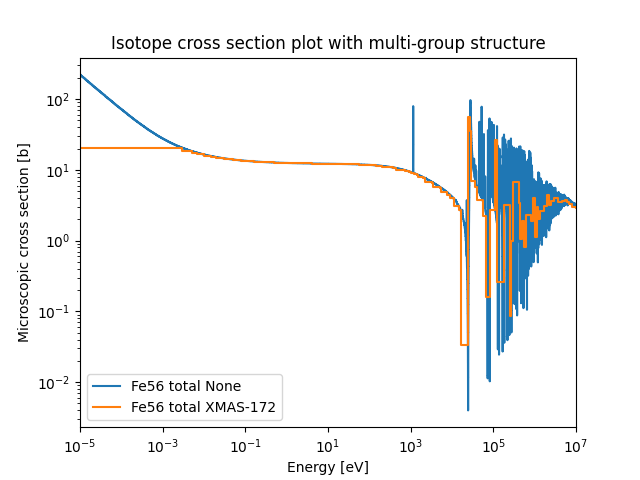 Isotope cross section plot with multi-group structure
Microscopic cross section [b]
10²
10¹
10⁰
10⁻¹
10⁻²
Fe56 total None
Fe56 total XMAS-172
10⁻⁵ 10⁻³ 10⁻¹ 10¹ 10³ 10⁵ 10⁷
Energy [eV]